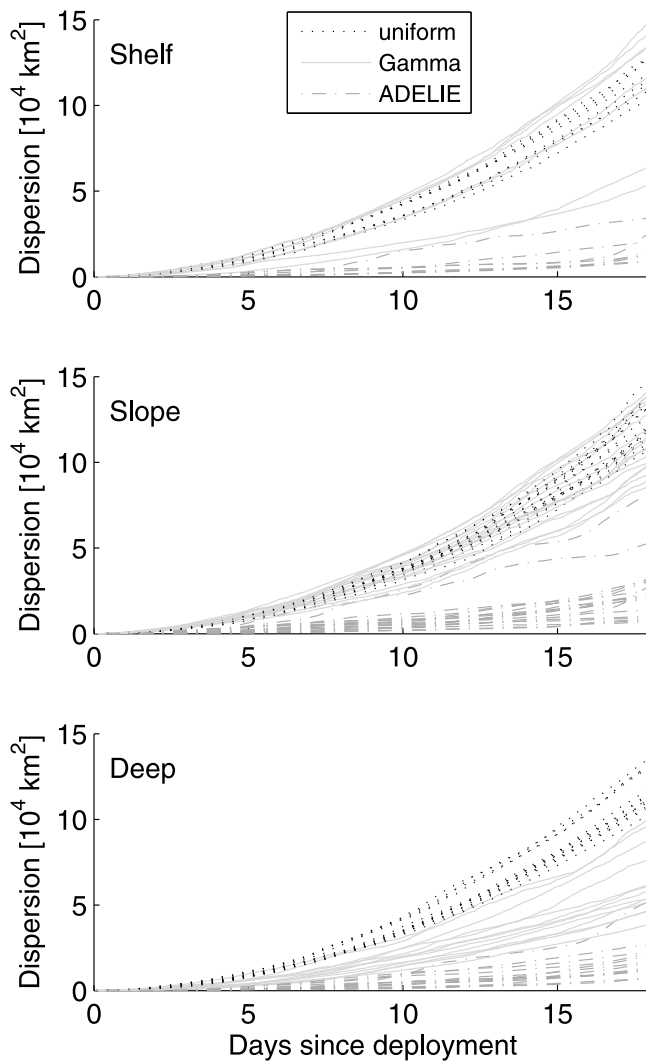 15
10
5
0
Dispersion [10⁴ km²]
Shelf
uniform
Gamma
ADELIE
0 5 10 15
15
10
5
0
Dispersion [10⁴ km²]
Slope
0 5 10 15
15
10
5
0
Dispersion [10⁴ km²]
Deep
0 5 10 15
Days since deployment